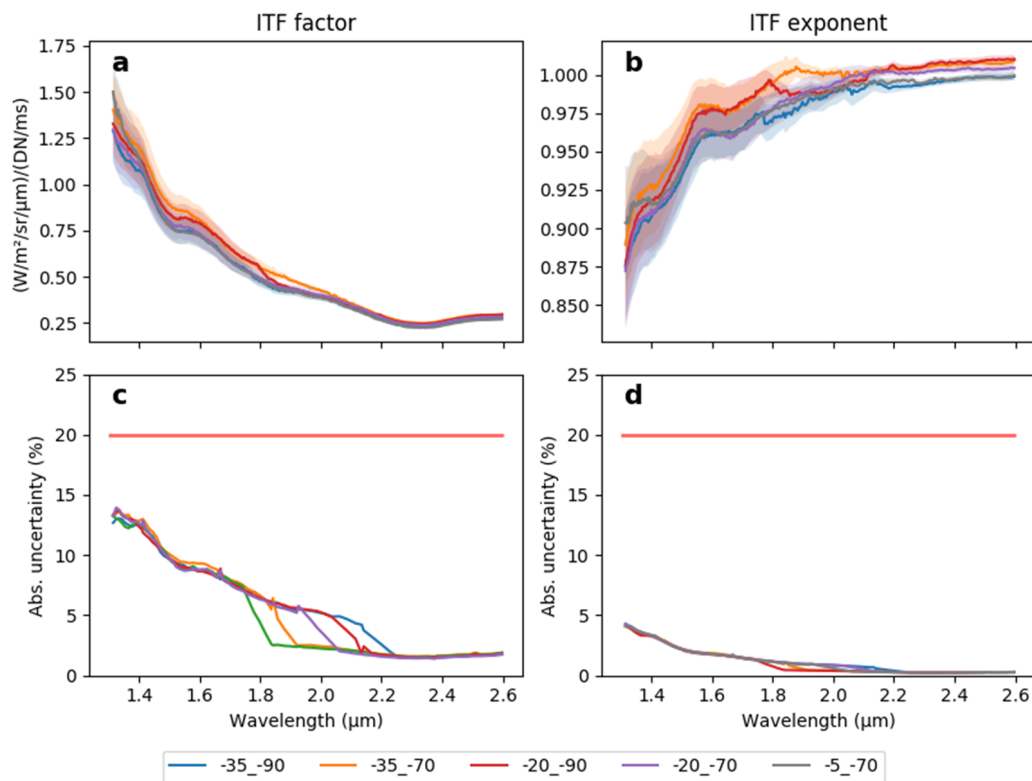 ITF factor
ITF exponent
a
b
(W/m²/sr/μm)/(DN/ms)
1.75
1.50
1.25
1.00
0.75
0.50
0.25
1.000
0.975
0.950
0.925
0.900
0.875
0.850
c
d
Abs. uncertainty (%)
25
20
15
10
5
0
1.4 1.6 1.8 2.0 2.2 2.4 2.6
Wavelength (μm)
Abs. uncertainty (%)
25
20
15
10
5
0
1.4 1.6 1.8 2.0 2.2 2.4 2.6
Wavelength (μm)
-35_-90 -35_-70 -20_-90 -20_-70 -5_-70